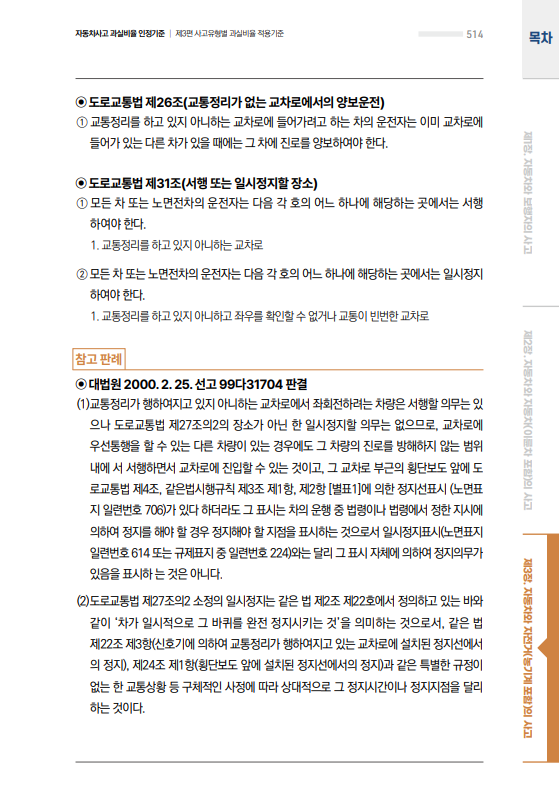 자동차사고 과실비율 인정기준 | 제3편 사고유형별 과실비율 적용기준
514
목차
◉ 도로교통법 제26조(교통정리가 없는 교차로에서의 양보운전)
① 교통정리를 하고 있지 아니하는 교차로에 들어가려고 하는 차의 운전자는 이미 교차로에
들어가 있는 다른 차가 있을 때에는 그 차에 진로를 양보하여야 한다.
◉ 도로교통법 제31조(서행 또는 일시정지할 장소)
① 모든 차 또는 노면전차의 운전자는 다음 각 호의 어느 하나에 해당하는 곳에서는 서행
하여야 한다.
1. 교통정리를 하고 있지 아니하는 교차로
② 모든 차 또는 노면전차의 운전자는 다음 각 호의 어느 하나에 해당하는 곳에서는 일시정지
하여야 한다.
1. 교통정리를 하고 있지 아니하고 좌우를 확인할 수 없거나 교통이 빈번한 교차로
참고 판례
◉ 대법원 2000. 2. 25. 선고 99다31704 판결
(1)교통정리가 행하여지고 있지 아니하는 교차로에서 좌회전하려는 차량은 서행할 의무는 있
으나 도로교통법 제27조의2의 장소가 아닌 한 일시정지할 의무는 없으므로, 교차로에
우선통행을 할 수 있는 다른 차량이 있는 경우에도 그 차량의 진로를 방해하지 않는 범위
내에 서 서행하면서 교차로에 진입할 수 있는 것이고, 그 교차로 부근의 횡단보도 앞에 도
로교통법 제4조, 같은법시행규칙 제3조 제1항, 제2항 [별표1]에 의한 정지선표시 (노면표
지 일련번호 706)가 있다 하더라도 그 표시는 차의 운행 중 법령이나 법령에서 정한 지시에
의하여 정지를 해야 할 경우 정지해야 할 지점을 표시하는 것으로서 일시정지표시(노면표지
일련번호 614 또는 규제표지 중 일련번호 224)와는 달리 그 표시 자체에 의하여 정지의무가
있음을 표시하 는 것은 아니다.
(2)도로교통법 제27조의2 소정의 일시정지는 같은 법 제2조 제22호에서 정의하고 있는 바와
같이 ‘차가 일시적으로 그 바퀴를 완전 정지시키는 것’을 의미하는 것으로서, 같은 법
제22조 제3항(신호기에 의하여 교통정리가 행하여지고 있는 교차로에 설치된 정지선에서
의 정지), 제24조 제1항(횡단보도 앞에 설치된 정지선에서의 정지)과 같은 특별한 규정이
없는 한 교통상황 등 구체적인 사정에 따라 상대적으로 그 정지시간이나 정지지점을 달리
하는 것이다.
제1장. 자동차와 보행자의 사고
제2장. 자동차와 자동차(이륜차 포함)의 사고
제3장. 자동차와 자전거(농기계 포함)의 사고